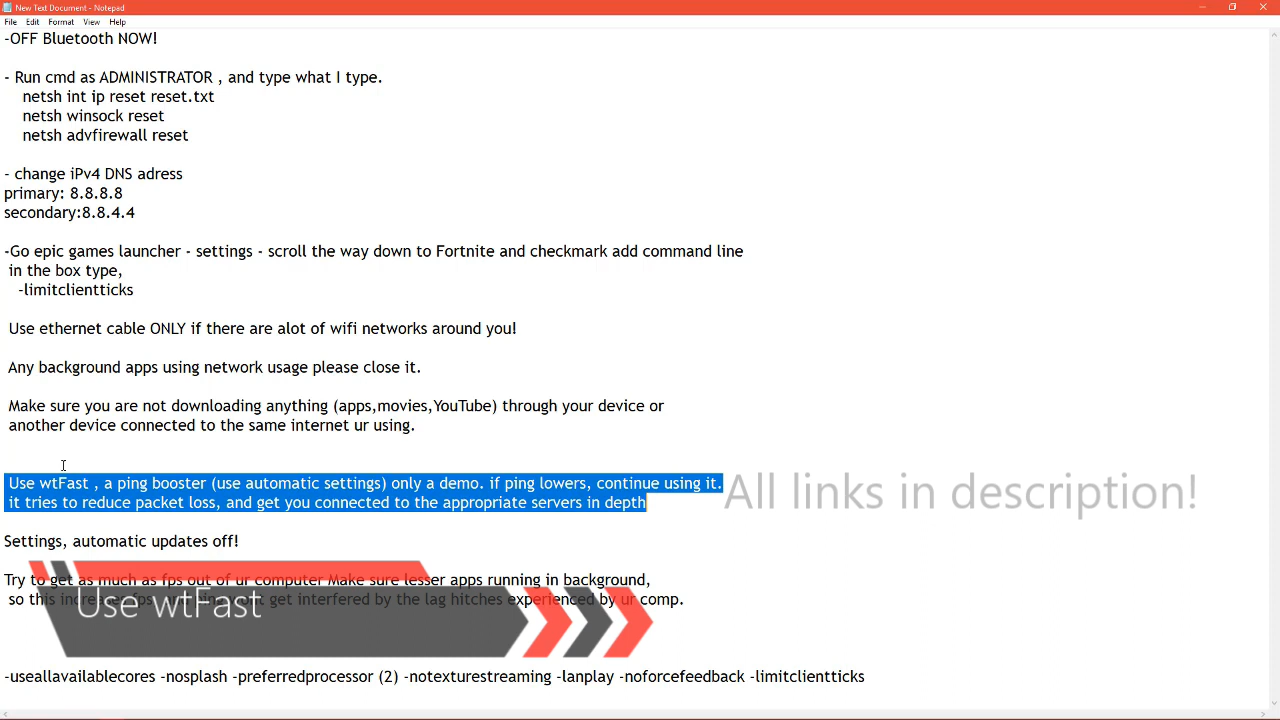 New Text Document - Notepad
File Edit Format View Help
-OFF Bluetooth NOW!
- Run cmd as ADMINISTRATOR , and type what I type.
netsh int ip reset reset.txt
netsh winsock reset
netsh advfirewall reset
- change iPv4 DNS adress
primary: 8.8.8.8
secondary:8.8.4.4
-Go epic games launcher - settings - scroll the way down to Fortnite and checkmark add command line
in the box type,
-limitclientticks
Use ethernet cable ONLY if there are alot of wifi networks around you!
Any background apps using network usage please close it.
Make sure you are not downloading anything (apps,movies,YouTube) through your device or
another device connected to the same internet ur using.
Use wtFast , a ping booster (use automatic settings) only a demo. if ping lowers, continue using it.
it tries to reduce packet loss, and get you connected to the appropriate servers in depth
All links in description!
Settings, automatic updates off!
Try to get as much as fps out of ur computer Make sure lesser apps running in background,
so this increases fps and ping wont get interfered by the lag hitches experienced by ur comp.
Use wtFast
-useallavailablecores -nosplash -preferredprocessor (2) -notexturestreaming -lanplay -noforcefeedback -limitclientticks